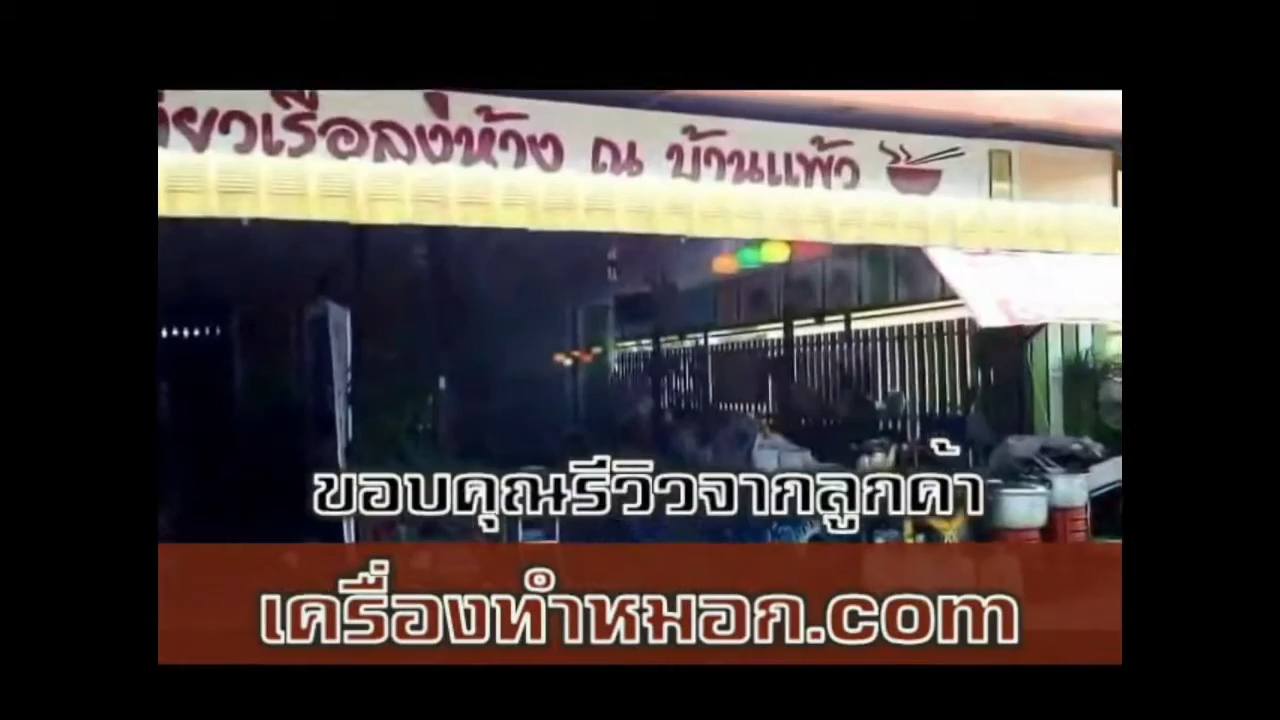 เรือลุงห้าง ณ บ้านแพ้ว
ขอบคุณรีวิวจากลูกค้า
เครื่องทำหมอก.com